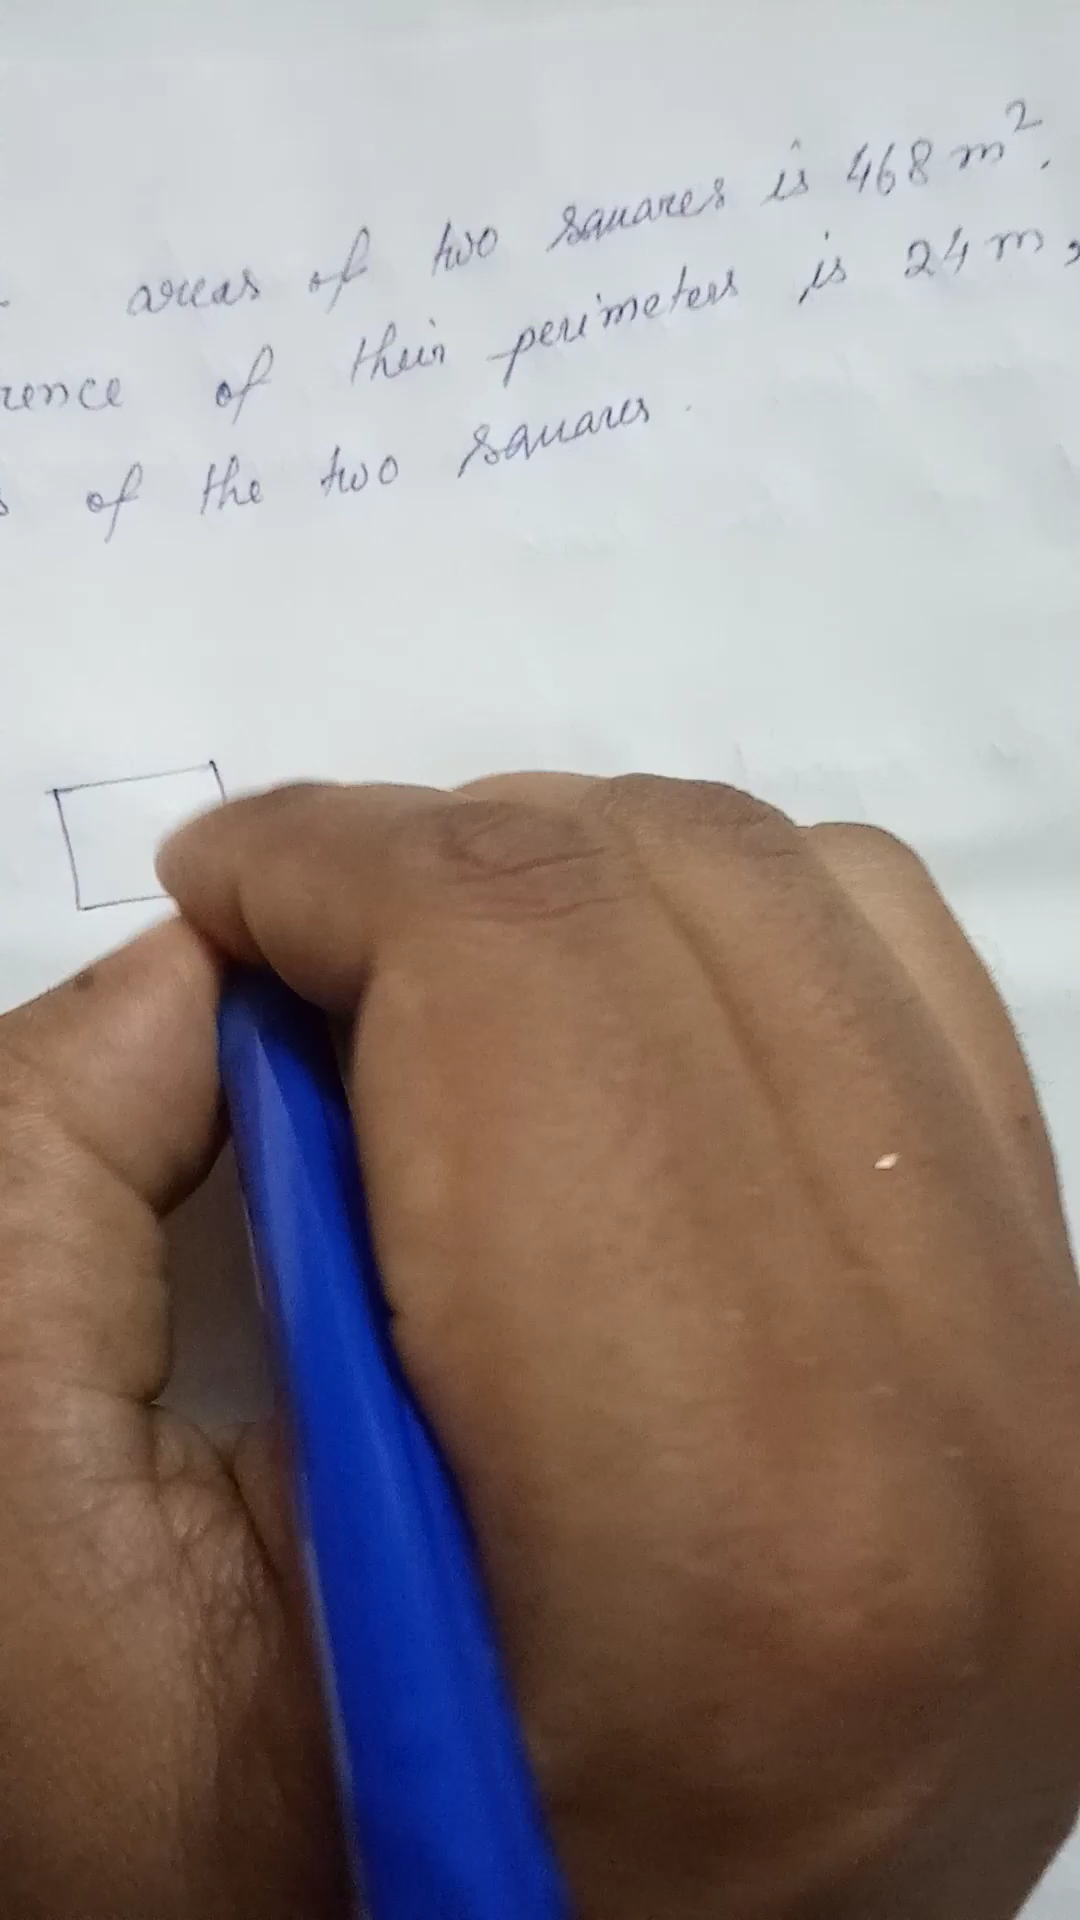 areas of two squares is 468 m².
rence of their perimeters is 24 m,
s of the two squares.